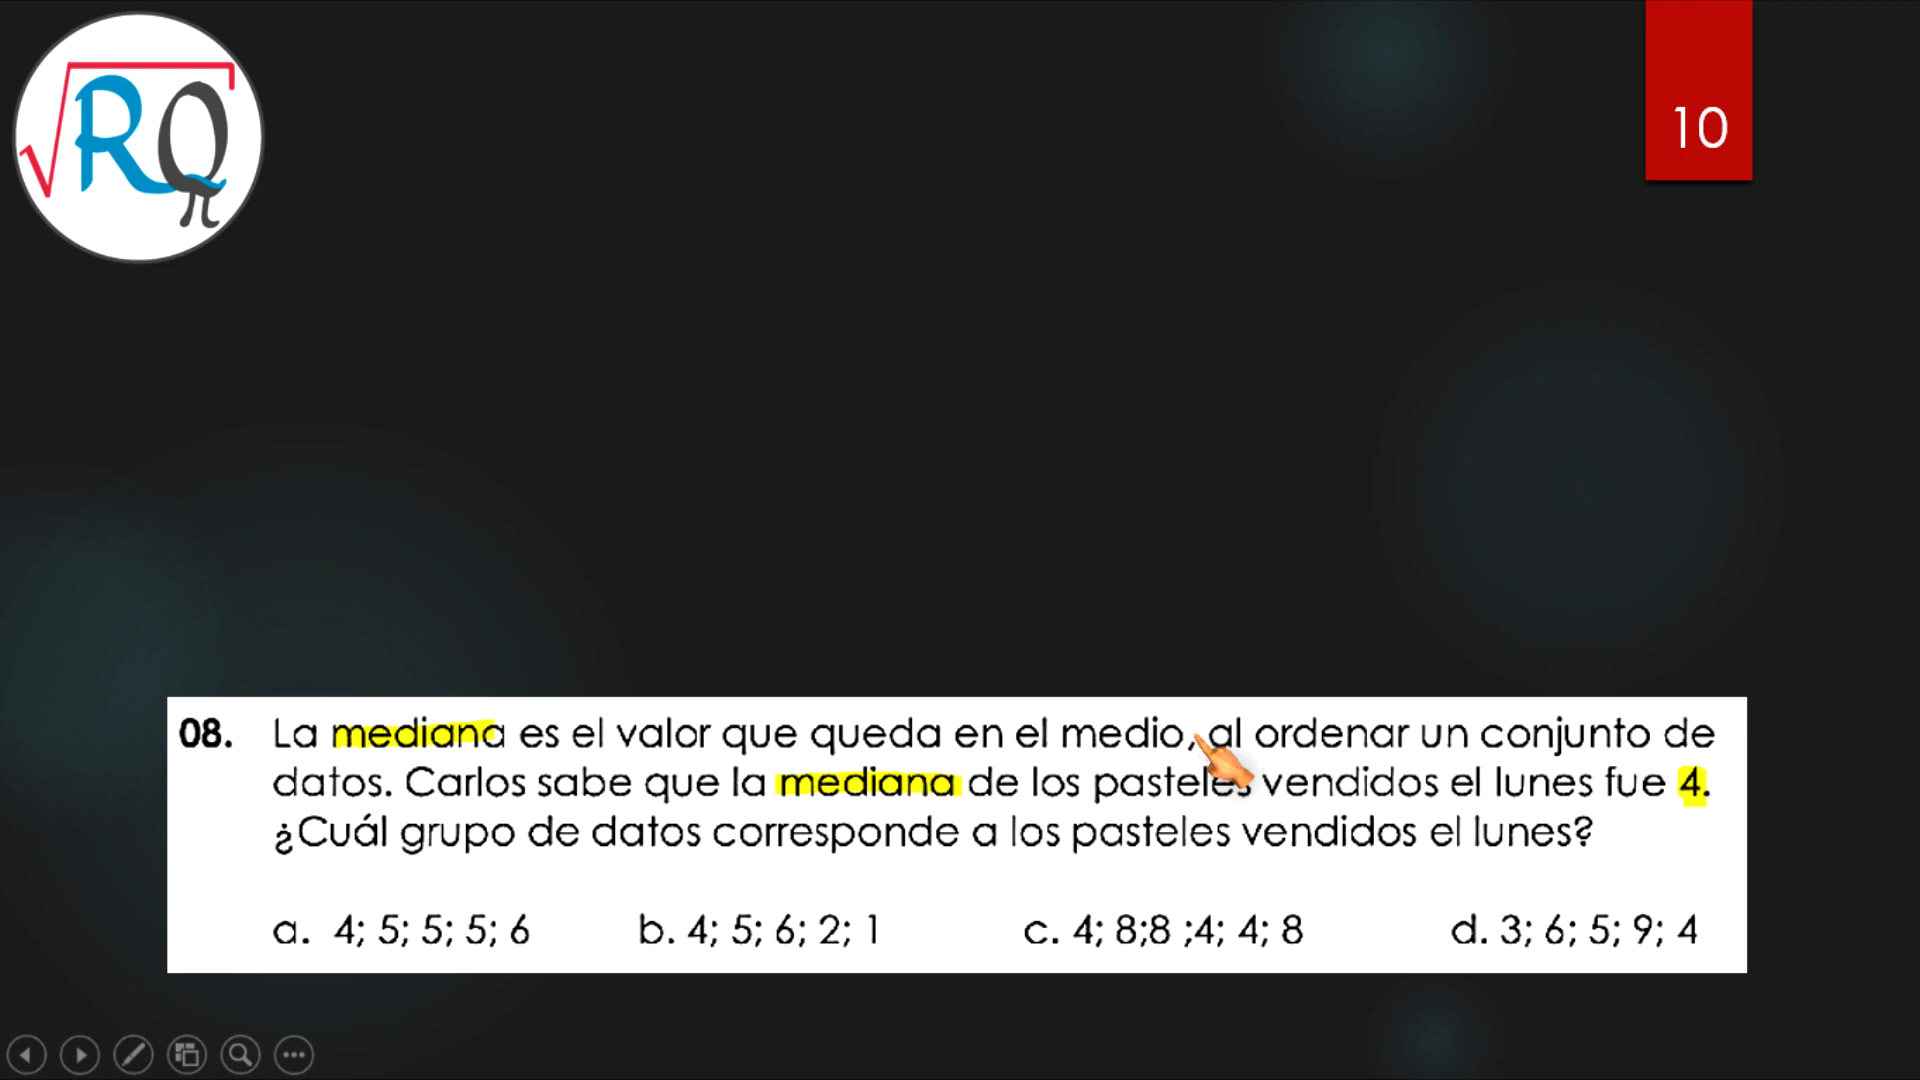 RQ
10
08. La mediana es el valor que queda en el medio, al ordenar un conjunto de
datos. Carlos sabe que la mediana de los pasteles vendidos el lunes fue 4.
¿Cuál grupo de datos corresponde a los pasteles vendidos el lunes?
a. 4; 5; 5; 5; 6 b. 4; 5; 6; 2; 1 c. 4; 8;8 ;4; 4; 8 d. 3; 6; 5; 9; 4